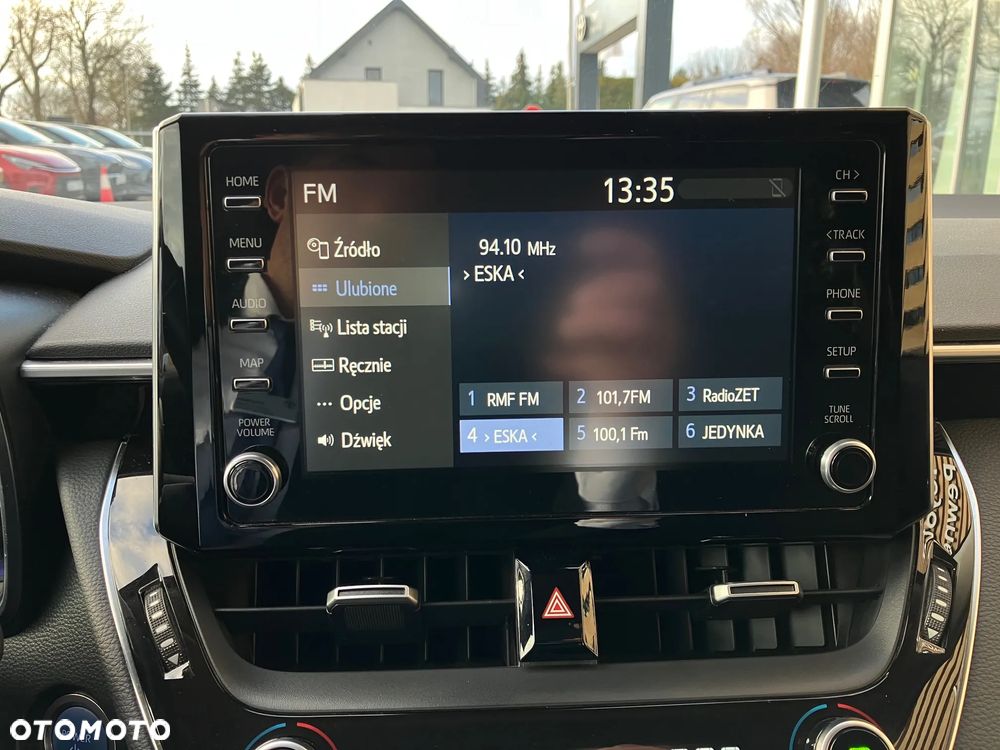 FM
13:35
HOME
MENU
AUDIO
MAP
POWER
VOLUME
Źródło
Ulubione
Lista stacji
Ręcznie
Opcje
Dźwięk
94.10 MHz
› ESKA ‹
1 RMF FM
2 101,7FM
3 RadioZET
4 › ESKA ‹
5 100,1 Fm
6 JEDYNKA
CH >
< TRACK
PHONE
SETUP
TUNE
SCROLL
OTOMOTO